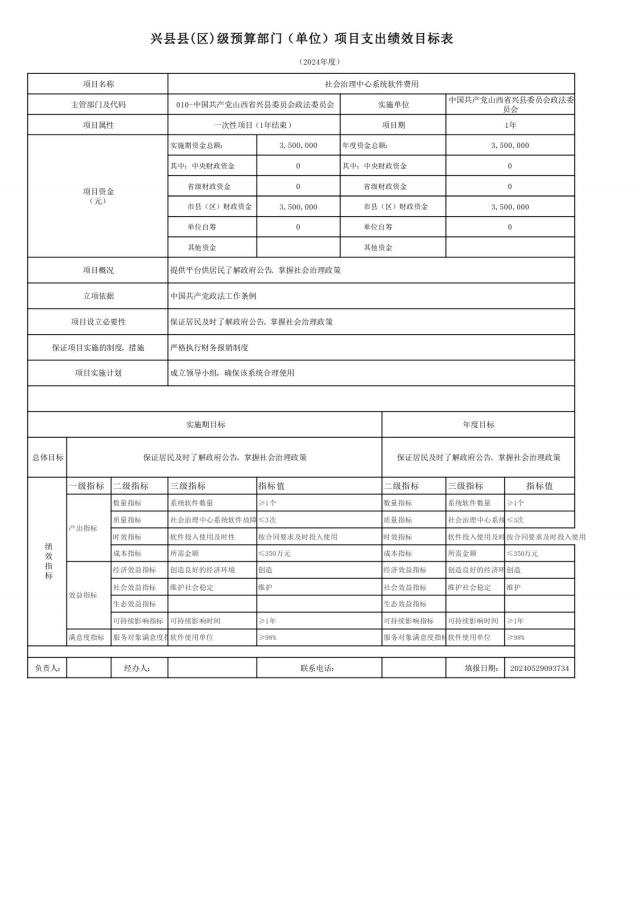 兴县县(区)级预算部门（单位）项目支出绩效目标表
（2024年度）
项目名称 社会治理中心系统软件费用
主管部门及代码 010-中国共产党山西省兴县委员会政法委员会 实施单位 中国共产党山西省兴县委员会政法委员会
项目属性 一次性项目(1年结束) 项目期 1年
项目资金（元） 实施期资金总额: 3,500,000 年度资金总额: 3,500,000
其中: 中央财政资金 0 其中: 中央财政资金 0
省级财政资金 0 省级财政资金 0
市县（区）财政资金 3,500,000 市县（区）财政资金 3,500,000
单位自筹 0 单位自筹 0
其他资金 其他资金
项目概况 提供平台供居民了解政府公告、掌握社会治理政策
立项依据 中国共产党政法工作条例
项目设立必要性 保证居民及时了解政府公告、掌握社会治理政策
保证项目实施的制度、措施 严格执行财务报销制度
项目实施计划 成立领导小组，确保该系统合理使用
实施期目标 年度目标
总体目标 保证居民及时了解政府公告、掌握社会治理政策 保证居民及时了解政府公告、掌握社会治理政策
绩效指标 一级指标 二级指标 三级指标 指标值 二级指标 三级指标 指标值
产出指标 数量指标 系统软件数量 ≥1个 数量指标 系统软件数量 ≥1个
质量指标 社会治理中心系统软件故障 ≤3次 质量指标 社会治理中心系统 ≤3次
时效指标 软件投入使用及时性 按合同要求及时投入使用 时效指标 软件投入使用及时 按合同要求及时投入使用
成本指标 所需金额 ≤350万元 成本指标 所需金额 ≤350万元
效益指标 经济效益指标 创造良好的经济环境 创造 经济效益指标 创造良好的经济环 创造
社会效益指标 维护社会稳定 维护 社会效益指标 维护社会稳定 维护
生态效益指标 生态效益指标
可持续影响指标 可持续影响时间 ≥1年 可持续影响指标 可持续影响时间 ≥1年
满意度指标 服务对象满意度指 软件使用单位 ≥98% 服务对象满意度指标 软件使用单位 ≥98%
负责人: 经办人: 联系电话: 填报日期: 20240529093734